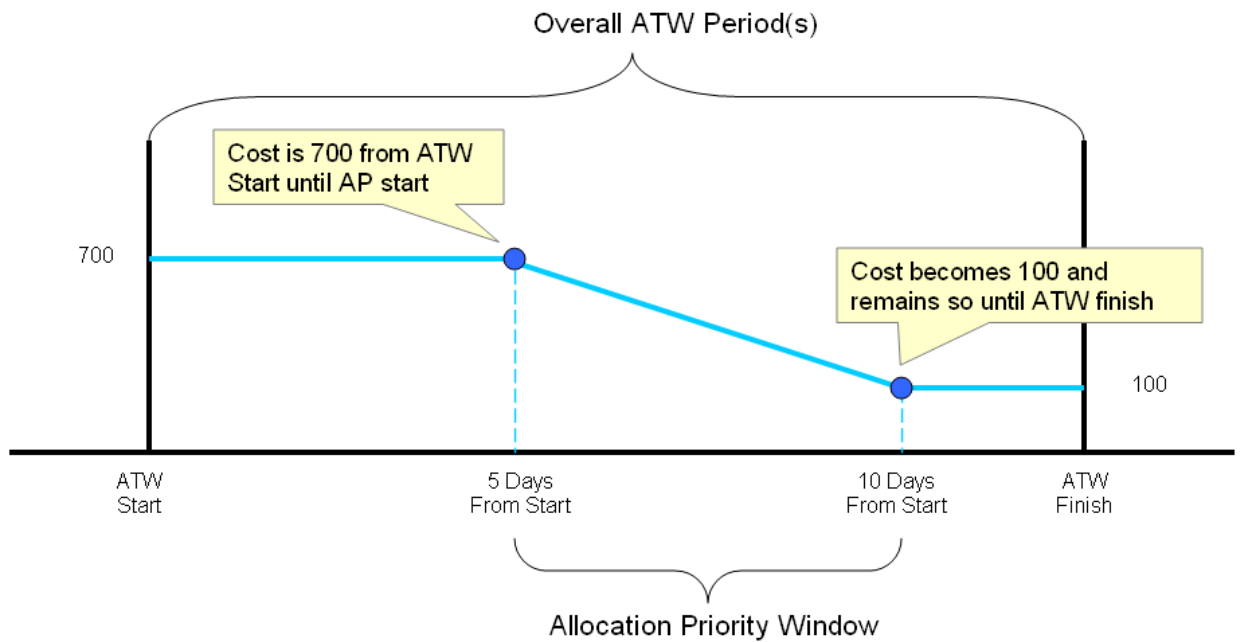 Overall ATW Period(s)
Cost is 700 from ATW
Start until AP start
700
Cost becomes 100 and
remains so until ATW finish
100
ATW
Start
5 Days
From Start
10 Days
From Start
ATW
Finish
Allocation Priority Window